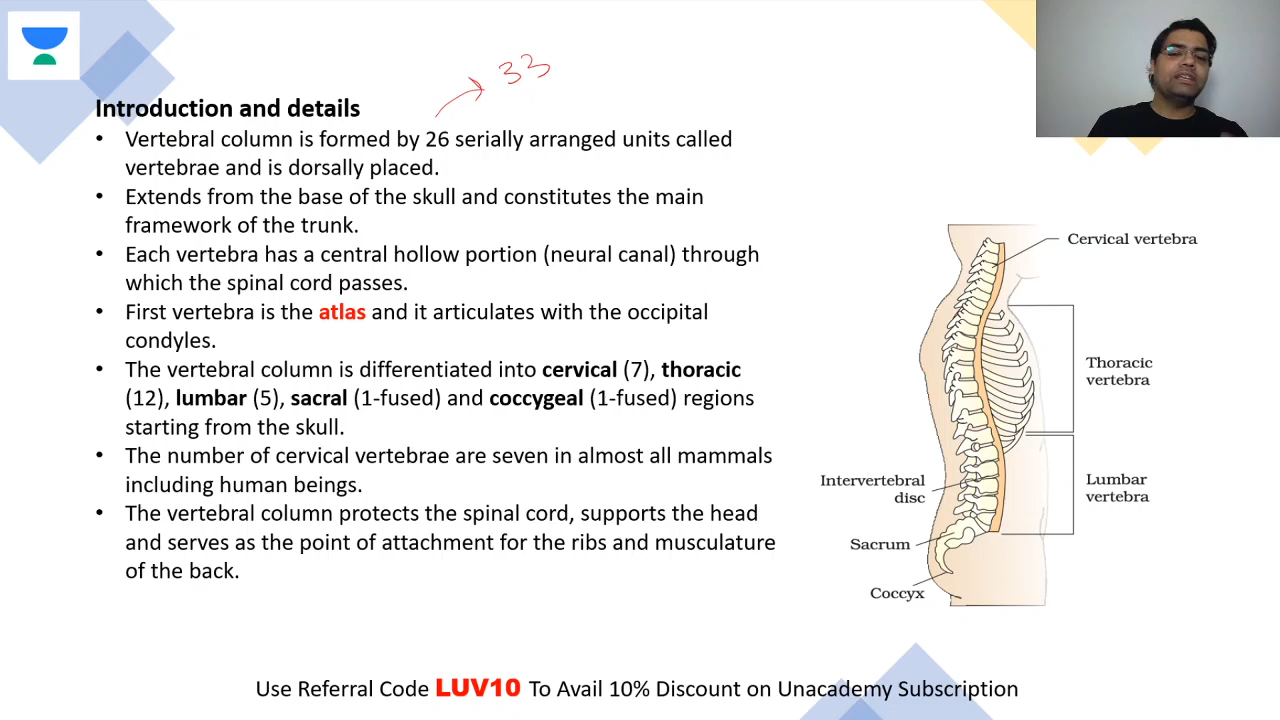 33
Introduction and details
• Vertebral column is formed by 26 serially arranged units called
vertebrae and is dorsally placed.
• Extends from the base of the skull and constitutes the main
framework of the trunk.
• Each vertebra has a central hollow portion (neural canal) through
which the spinal cord passes.
• First vertebra is the atlas and it articulates with the occipital
condyles.
• The vertebral column is differentiated into cervical (7), thoracic
(12), lumbar (5), sacral (1-fused) and coccygeal (1-fused) regions
starting from the skull.
• The number of cervical vertebrae are seven in almost all mammals
including human beings.
• The vertebral column protects the spinal cord, supports the head
and serves as the point of attachment for the ribs and musculature
of the back.
Cervical vertebra
Thoracic
vertebra
Lumbar
vertebra
Intervertebral
disc
Sacrum
Coccyx
Use Referral Code LUV10 To Avail 10% Discount on Unacademy Subscription